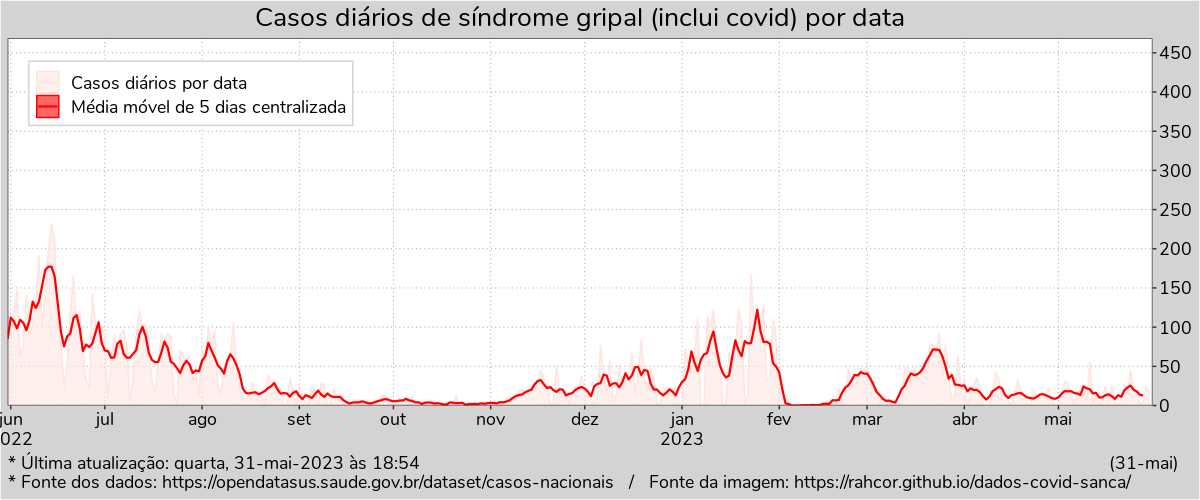 Casos diários de síndrome gripal (inclui covid) por data
Casos diários por data
Média móvel de 5 dias centralizada
450
400
350
300
250
200
150
100
50
0
jun jul ago set out nov dez jan fev mar abr mai
022 2023
* Última atualização: quarta, 31-mai-2023 às 18:54 (31-mai)
* Fonte dos dados: https://opendatasus.saude.gov.br/dataset/casos-nacionais / Fonte da imagem: https://rahcor.github.io/dados-covid-sanca/